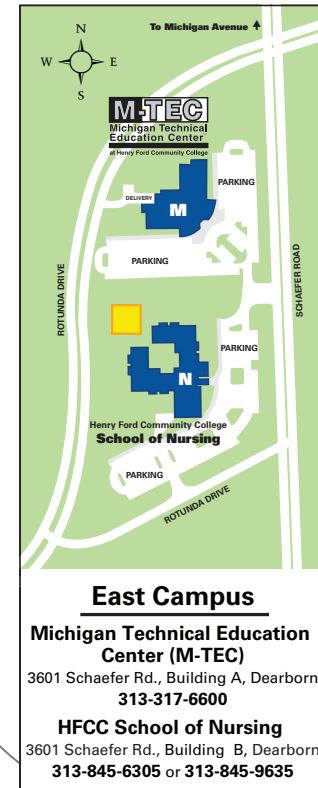 To Michigan Avenue
N
W E
S
M-TEC
Michigan Technical
Education Center
at Henry Ford Community College
PARKING
DELIVERY
M
PARKING
ROTUNDA DRIVE
SCHAEFER ROAD
PARKING
N
Henry Ford Community College
School of Nursing
PARKING
ROTUNDA DRIVE
East Campus
Michigan Technical Education
Center (M-TEC)
3601 Schaefer Rd., Building A, Dearborn
313-317-6600
HFCC School of Nursing
3601 Schaefer Rd., Building B, Dearborn
313-845-6305 or 313-845-9635